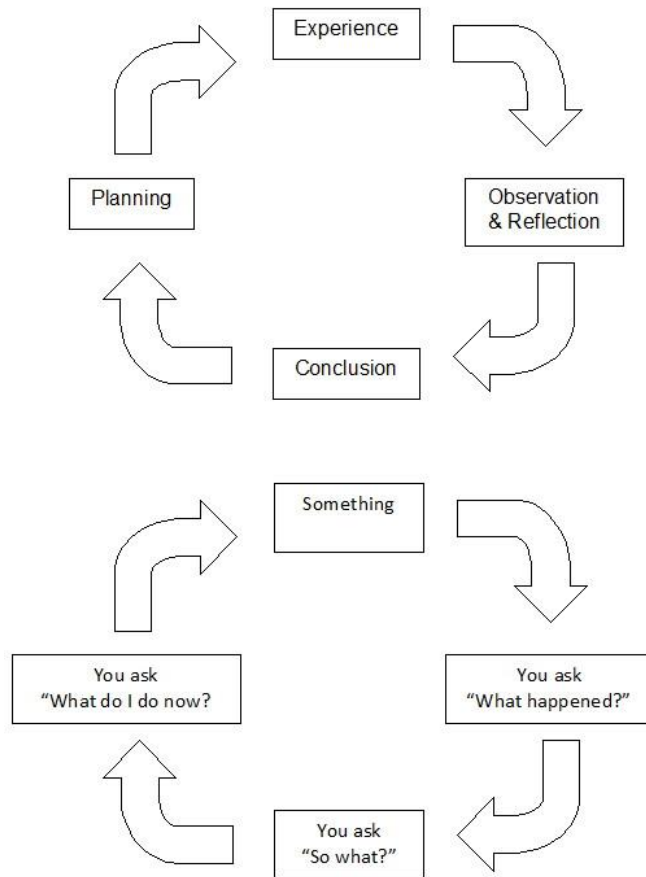 Experience
Planning
Observation
& Reflection
Conclusion
Something
You ask
“What do I do now?
You ask
“What happened?”
You ask
“So what?”